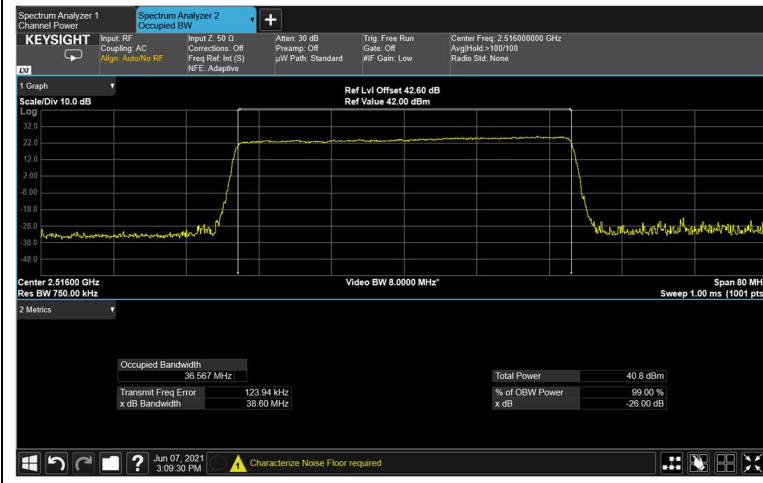 Spectrum Analyzer 1
Channel Power
Spectrum Analyzer 2
Occupied BW
+
KEYSIGHT
Input: RF
Coupling: AC
Align: Auto/No RF
Input Z: 50 Ω
Corrections: Off
Freq Ref: Int (S)
NFE: Adaptive
Atten: 30 dB
Preamp: Off
µW Path: Standard
Trig: Free Run
Gate: Off
#IF Gain: Low
Center Freq: 2.516000000 GHz
Avg|Hold:>100/100
Radio Std: None
LXI
1 Graph
Scale/Div 10.0 dB
Ref Lvl Offset 42.60 dB
Ref Value 42.00 dBm
Log
32.0
22.0
12.0
2.00
-8.00
-18.0
-28.0
-38.0
-48.0
Center 2.51600 GHz
Res BW 750.00 kHz
Video BW 8.0000 MHz*
Span 80 MH
Sweep 1.00 ms (1001 pts
2 Metrics
Occupied Bandwidth
36.567 MHz
Transmit Freq Error 123.94 kHz
x dB Bandwidth 38.60 MHz
Total Power 40.8 dBm
% of OBW Power 99.00 %
x dB -26.00 dB
?
Jun 07, 2021
3:09:30 PM
Characterize Noise Floor required